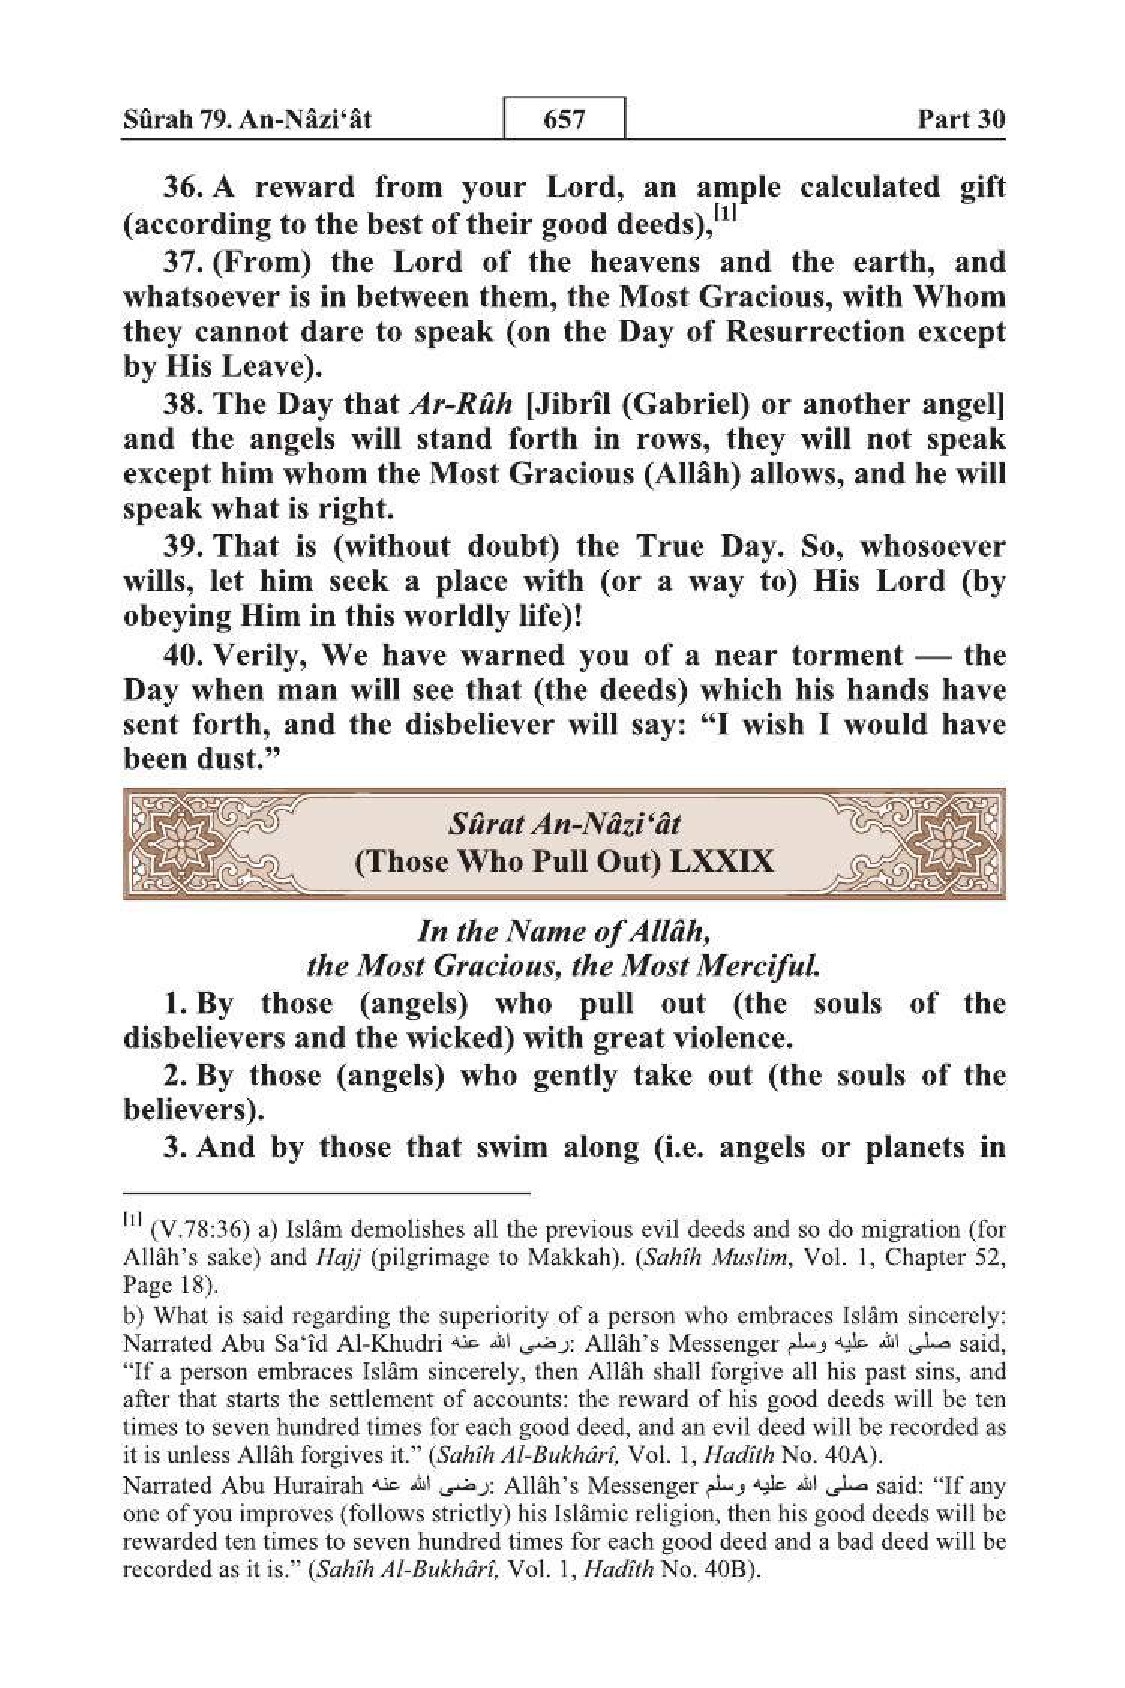 Sûrah 79. An-Nâzi‘ât 657 Part 30
36. A reward from your Lord, an ample calculated gift
(according to the best of their good deeds),[1]
37. (From) the Lord of the heavens and the earth, and
whatsoever is in between them, the Most Gracious, with Whom
they cannot dare to speak (on the Day of Resurrection except
by His Leave).
38. The Day that Ar-Rûh [Jibrîl (Gabriel) or another angel]
and the angels will stand forth in rows, they will not speak
except him whom the Most Gracious (Allâh) allows, and he will
speak what is right.
39. That is (without doubt) the True Day. So, whosoever
wills, let him seek a place with (or a way to) His Lord (by
obeying Him in this worldly life)!
40. Verily, We have warned you of a near torment — the
Day when man will see that (the deeds) which his hands have
sent forth, and the disbeliever will say: “I wish I would have
been dust.”
Sûrat An-Nâzi‘ât
(Those Who Pull Out) LXXIX
In the Name of Allâh,
the Most Gracious, the Most Merciful.
1. By those (angels) who pull out (the souls of the
disbelievers and the wicked) with great violence.
2. By those (angels) who gently take out (the souls of the
believers).
3. And by those that swim along (i.e. angels or planets in
[1] (V.78:36) a) Islâm demolishes all the previous evil deeds and so do migration (for
Allâh’s sake) and Hajj (pilgrimage to Makkah). (Sahîh Muslim, Vol. 1, Chapter 52,
Page 18).
b) What is said regarding the superiority of a person who embraces Islâm sincerely:
Narrated Abu Sa‘îd Al-Khudri رضى الله عنه: Allâh’s Messenger صلى الله عليه وسلم said,
“If a person embraces Islâm sincerely, then Allâh shall forgive all his past sins, and
after that starts the settlement of accounts: the reward of his good deeds will be ten
times to seven hundred times for each good deed, and an evil deed will be recorded as
it is unless Allâh forgives it.” (Sahîh Al-Bukhârî, Vol. 1, Hadîth No. 40A).
Narrated Abu Hurairah رضى الله عنه: Allâh’s Messenger صلى الله عليه وسلم said: “If any
one of you improves (follows strictly) his Islâmic religion, then his good deeds will be
rewarded ten times to seven hundred times for each good deed and a bad deed will be
recorded as it is.” (Sahîh Al-Bukhârî, Vol. 1, Hadîth No. 40B).